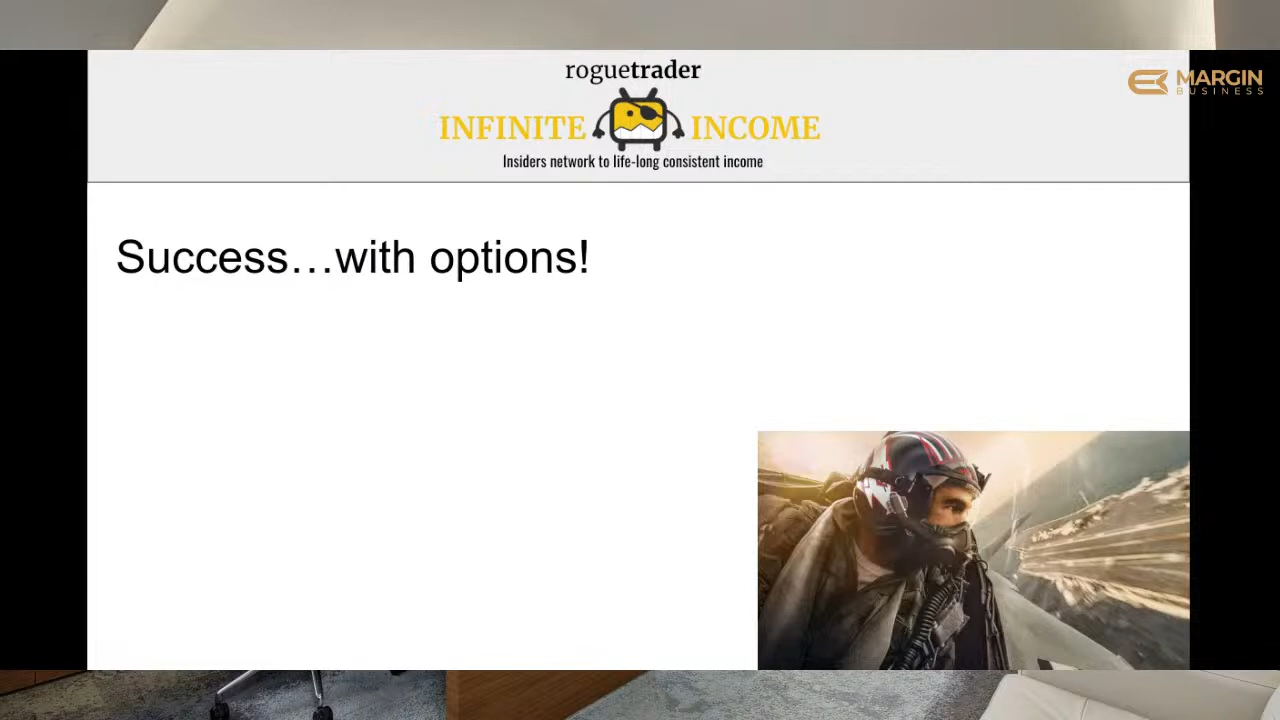 roguetrader
INFINITE INCOME
Insiders network to life-long consistent income
MARGIN
BUSINESS
Success…with options!